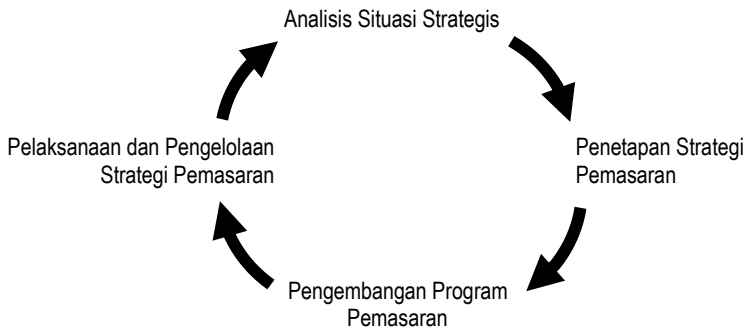 Analisis Situasi Strategis
Penetapan Strategi
Pemasaran
Pengembangan Program
Pemasaran
Pelaksanaan dan Pengelolaan
Strategi Pemasaran